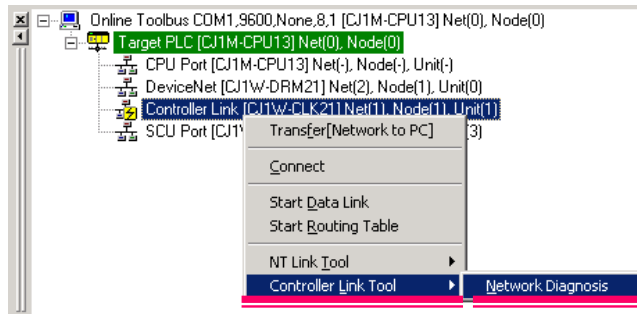 Online Toolbus COM1,9600,None,8,1 [CJ1M-CPU13] Net(0), Node(0)
Target PLC [CJ1M-CPU13] Net(0), Node(0)
CPU Port [CJ1M-CPU13] Net(-), Node(-), Unit(-)
DeviceNet [CJ1W-DRM21] Net(2), Node(1), Unit(0)
Controller Link [CJ1W-CLK21] Net(1), Node(1), Unit(1)
SCU Port [CJ1 (3)
Transfer[Network to PC]
Connect
Start Data Link
Start Routing Table
NT Link Tool
Controller Link Tool
Network Diagnosis